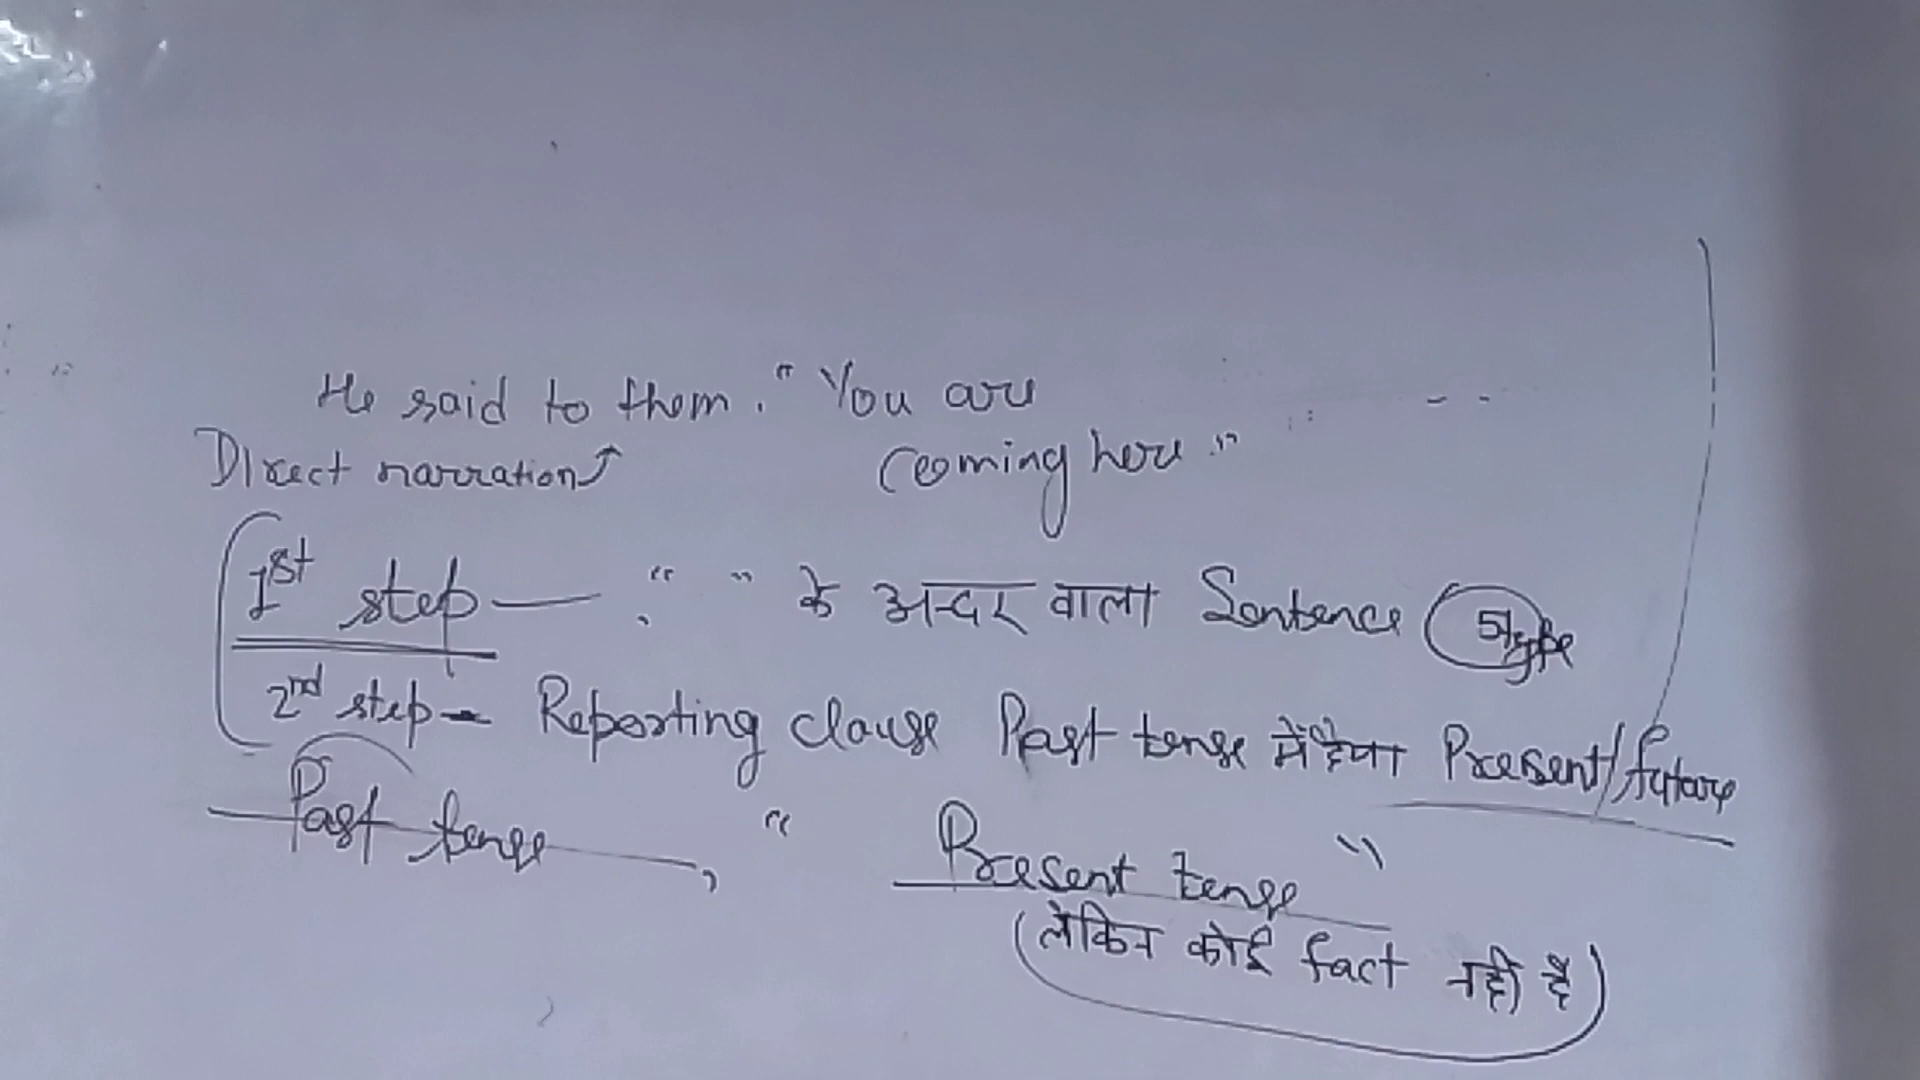 He said to them. "You are
coming here."
Direct narration
1st step — " " के अन्दर वाला Sentence 5 type
2nd step - Reporting clause Past tense में है या Present/future
Past tense , " Present tense "
(लेकिन कोई fact नही है)